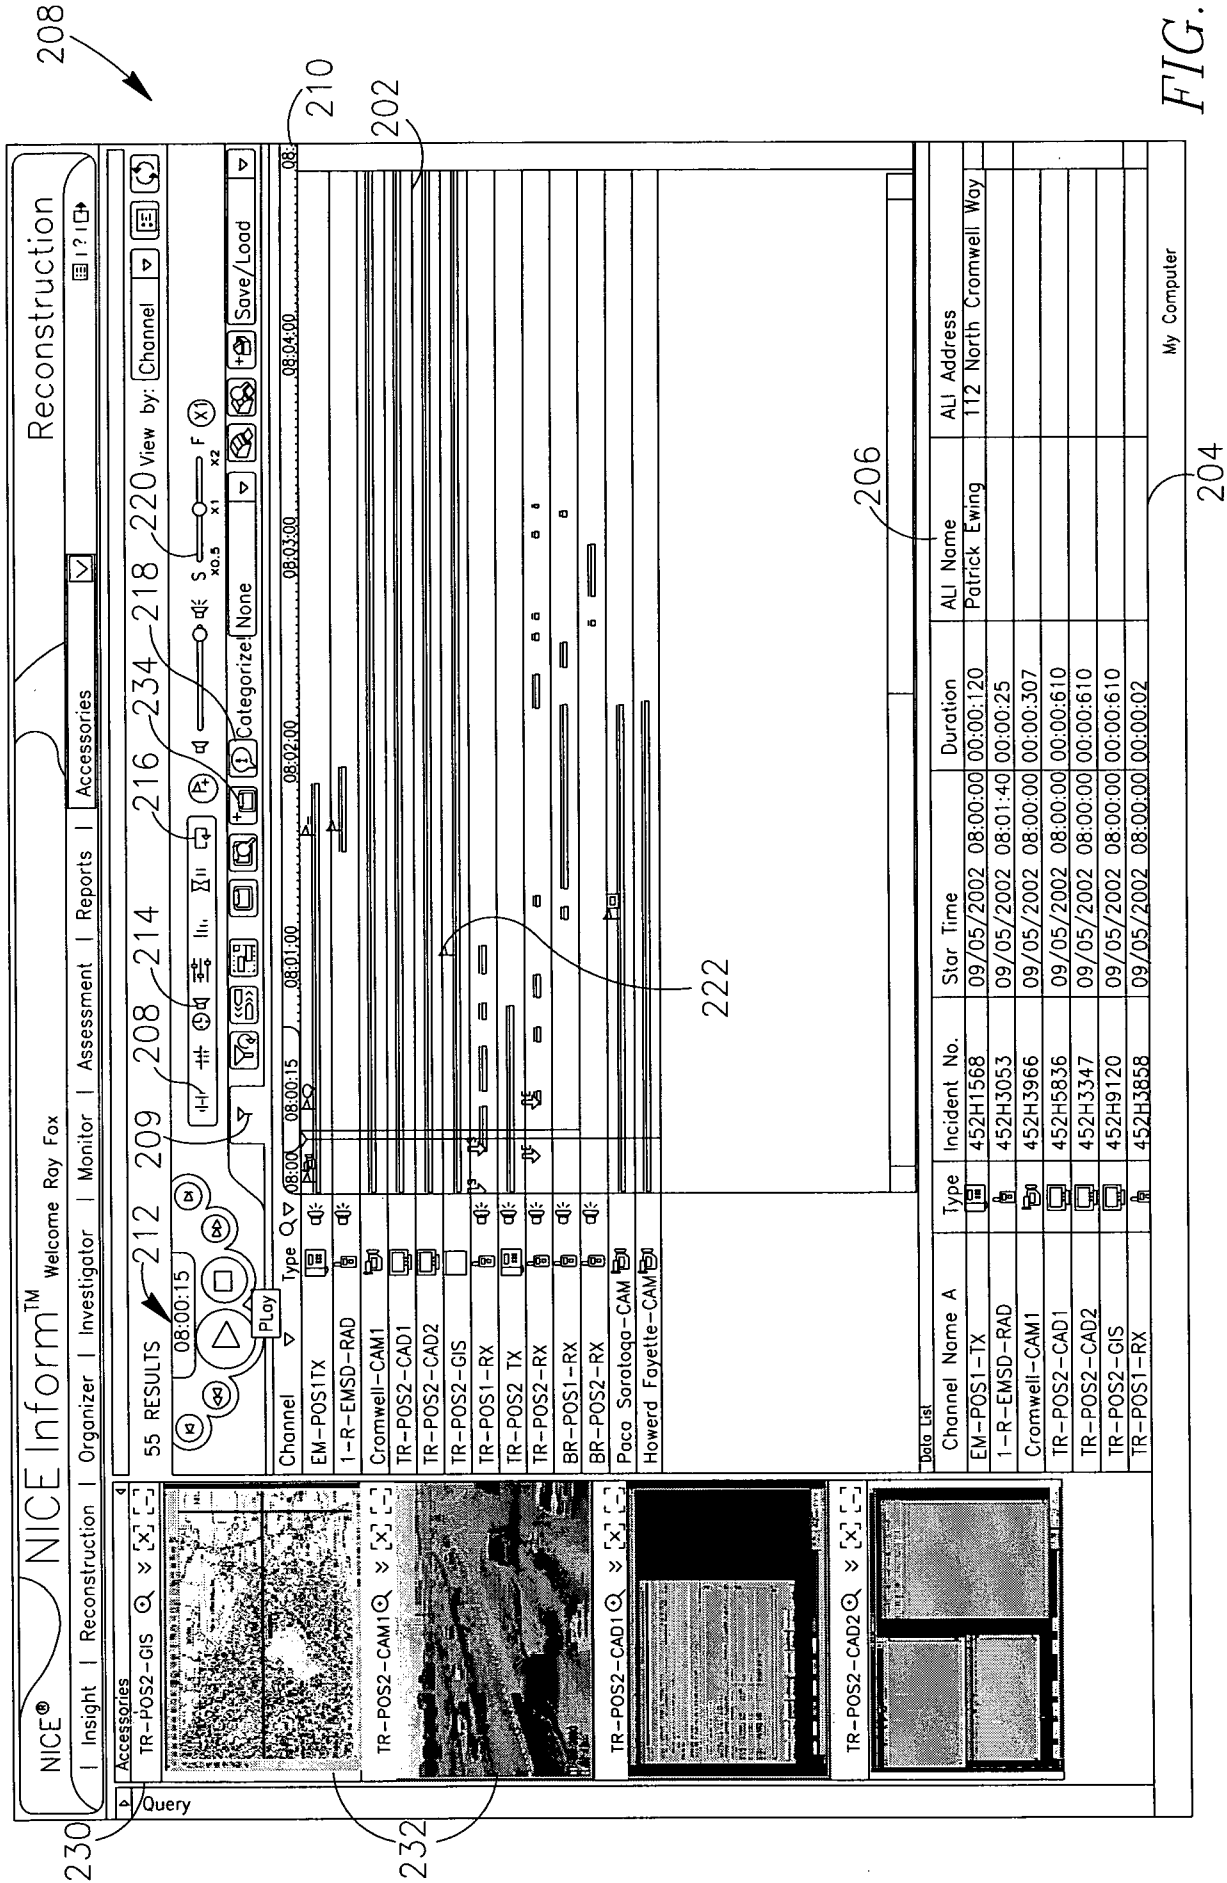 208
NICE® NICE Inform™ Welcome Ray Fox Reconstruction
| Insight | Reconstruction | Organizer | Investigator | Monitor | Assessment | Reports | Accessories
| ? |
230
Accessories
Query
TR-POS2-GIS [x] [-]
232
TR-POS2-CAM1 [x] [-]
TR-POS2-CAD1 [x] [-]
TR-POS2-CAD2 [x] [-]
55 RESULTS 212 209 208 214 216 234 218 220 View by: Channel
08:00:15
PLay
S F X1
x0.5 x1 x2
Categorize! None Save/Load
Channel Type 08:00 08:00:15 08:01:00 08:02:00 08:03:00 08:04:00 08:
210
202
EM-POS1TX
1-R-EMSD-RAD
Cromwell-CAM1
TR-POS2-CAD1
TR-POS2-CAD2
TR-POS2-GIS
TR-POS1-RX
TR-POS2 TX
TR-POS2-RX
BR-POS1-RX
BR-POS2-RX
Paca Saratoga-CAM
Howerd Fayette-CAM
222
206
Data List
Channel Name A Type Incident No. Star Time Duration ALI Name ALI Address
EM-POS1-TX 452H1568 09/05/2002 08:00:00 00:00:120 Patrick Ewing 112 North Cromwell Way
1-R-EMSD-RAD 452H3053 09/05/2002 08:01:40 00:00:25
Cromwell-CAM1 452H3966 09/05/2002 08:00:00 00:00:307
TR-POS2-CAD1 452H5836 09/05/2002 08:00:00 00:00:610
TR-POS2-CAD2 452H3347 09/05/2002 08:00:00 00:00:610
TR-POS2-GIS 452H9120 09/05/2002 08:00:00 00:00:610
TR-POS1-RX 452H3858 09/05/2002 08:00:00 00:00:02
My Computer
204
FIG.